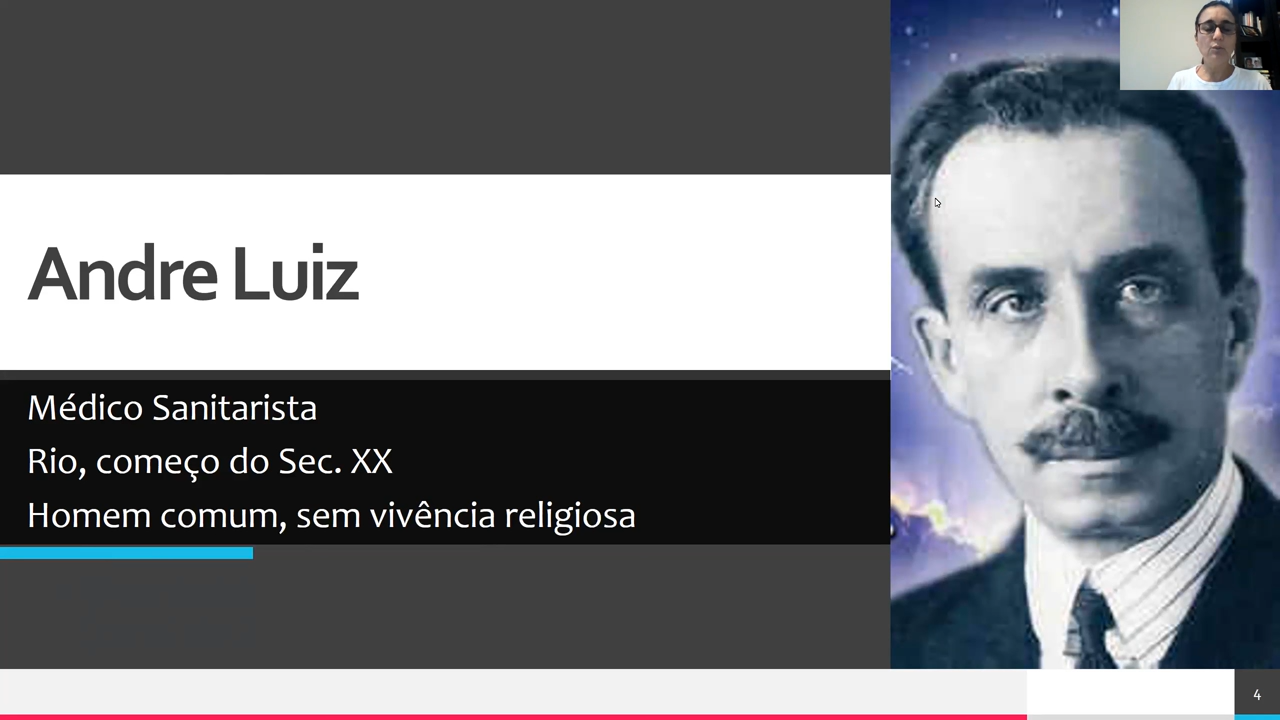 Andre Luiz
Médico Sanitarista
Rio, começo do Sec. XX
Homem comum, sem vivência religiosa
4